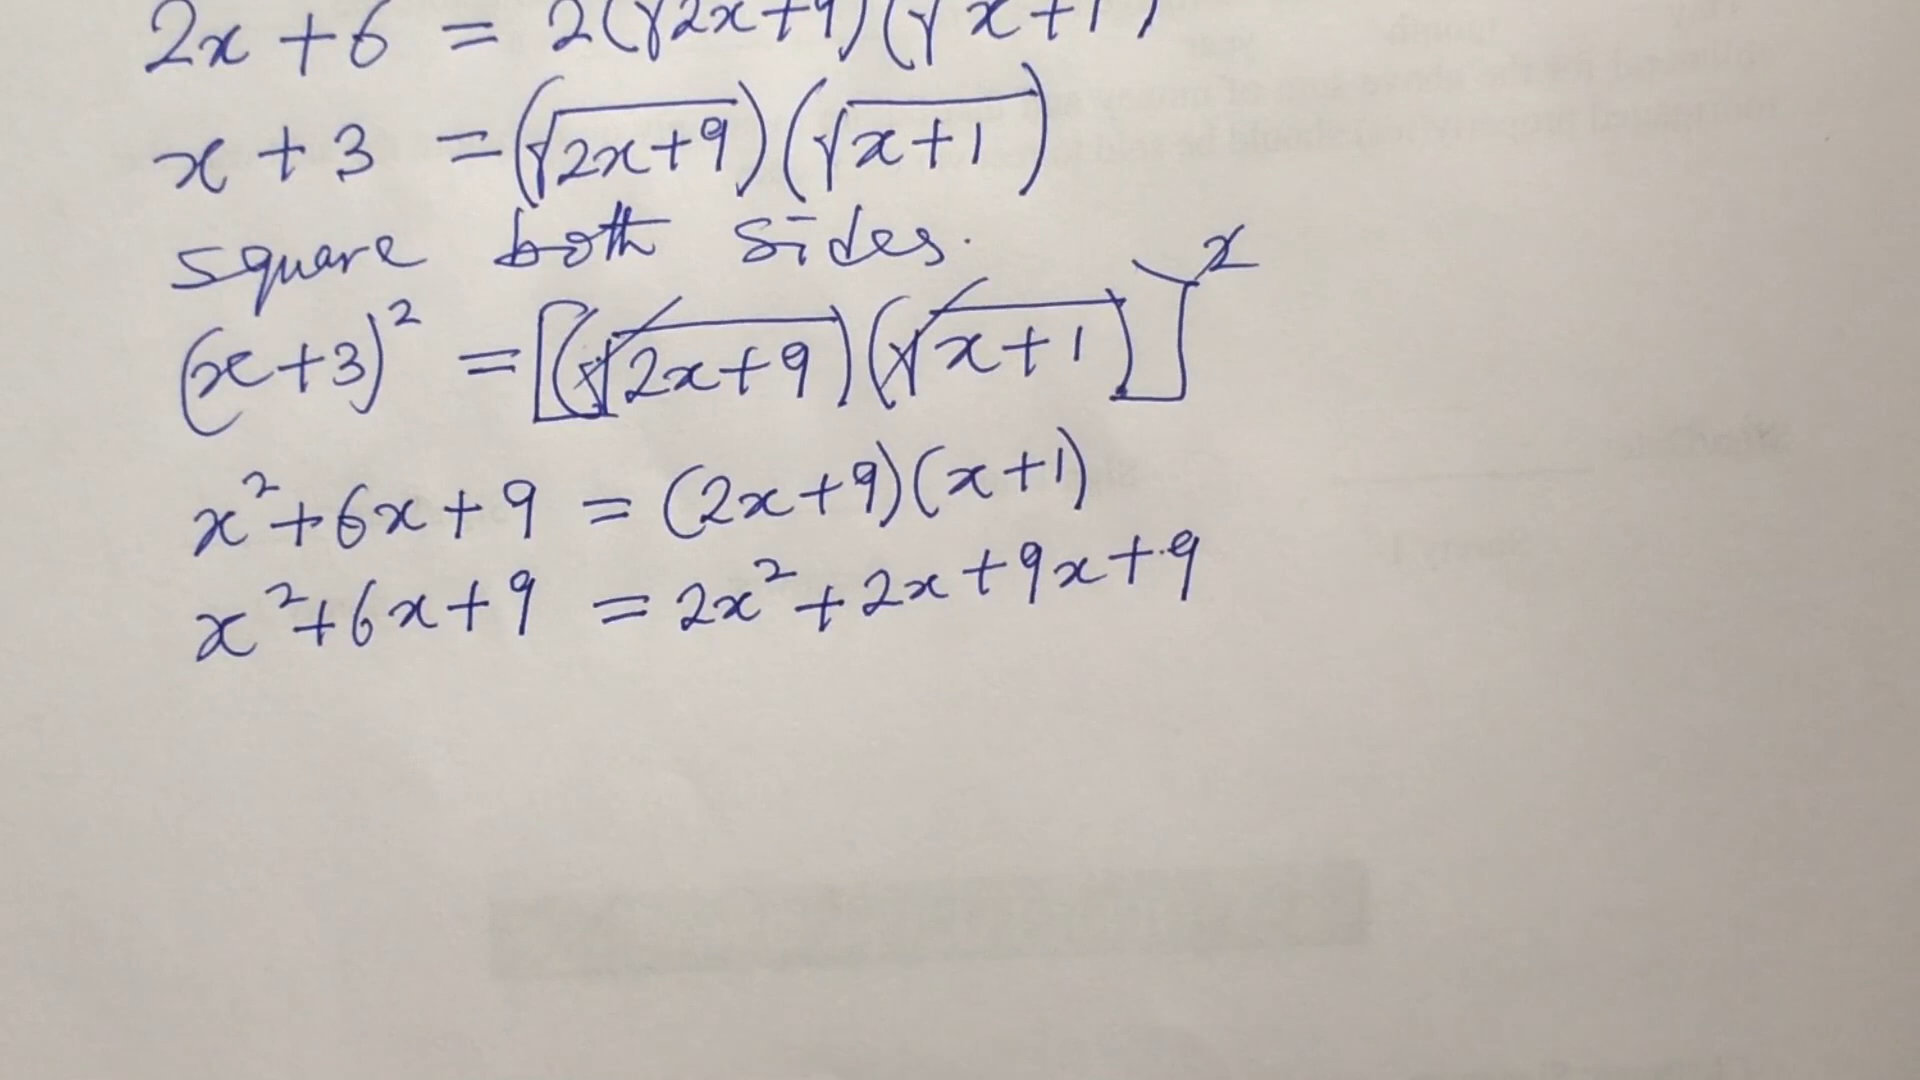 2x + 6 = 2(√2x+9)(√x+1)
x + 3 = (√2x+9)(√x+1)
square both sides.
(x+3)² = [(√2x+9)(√x+1)]²
x²+6x+9 = (2x+9)(x+1)
x²+6x+9 = 2x²+2x+9x+9